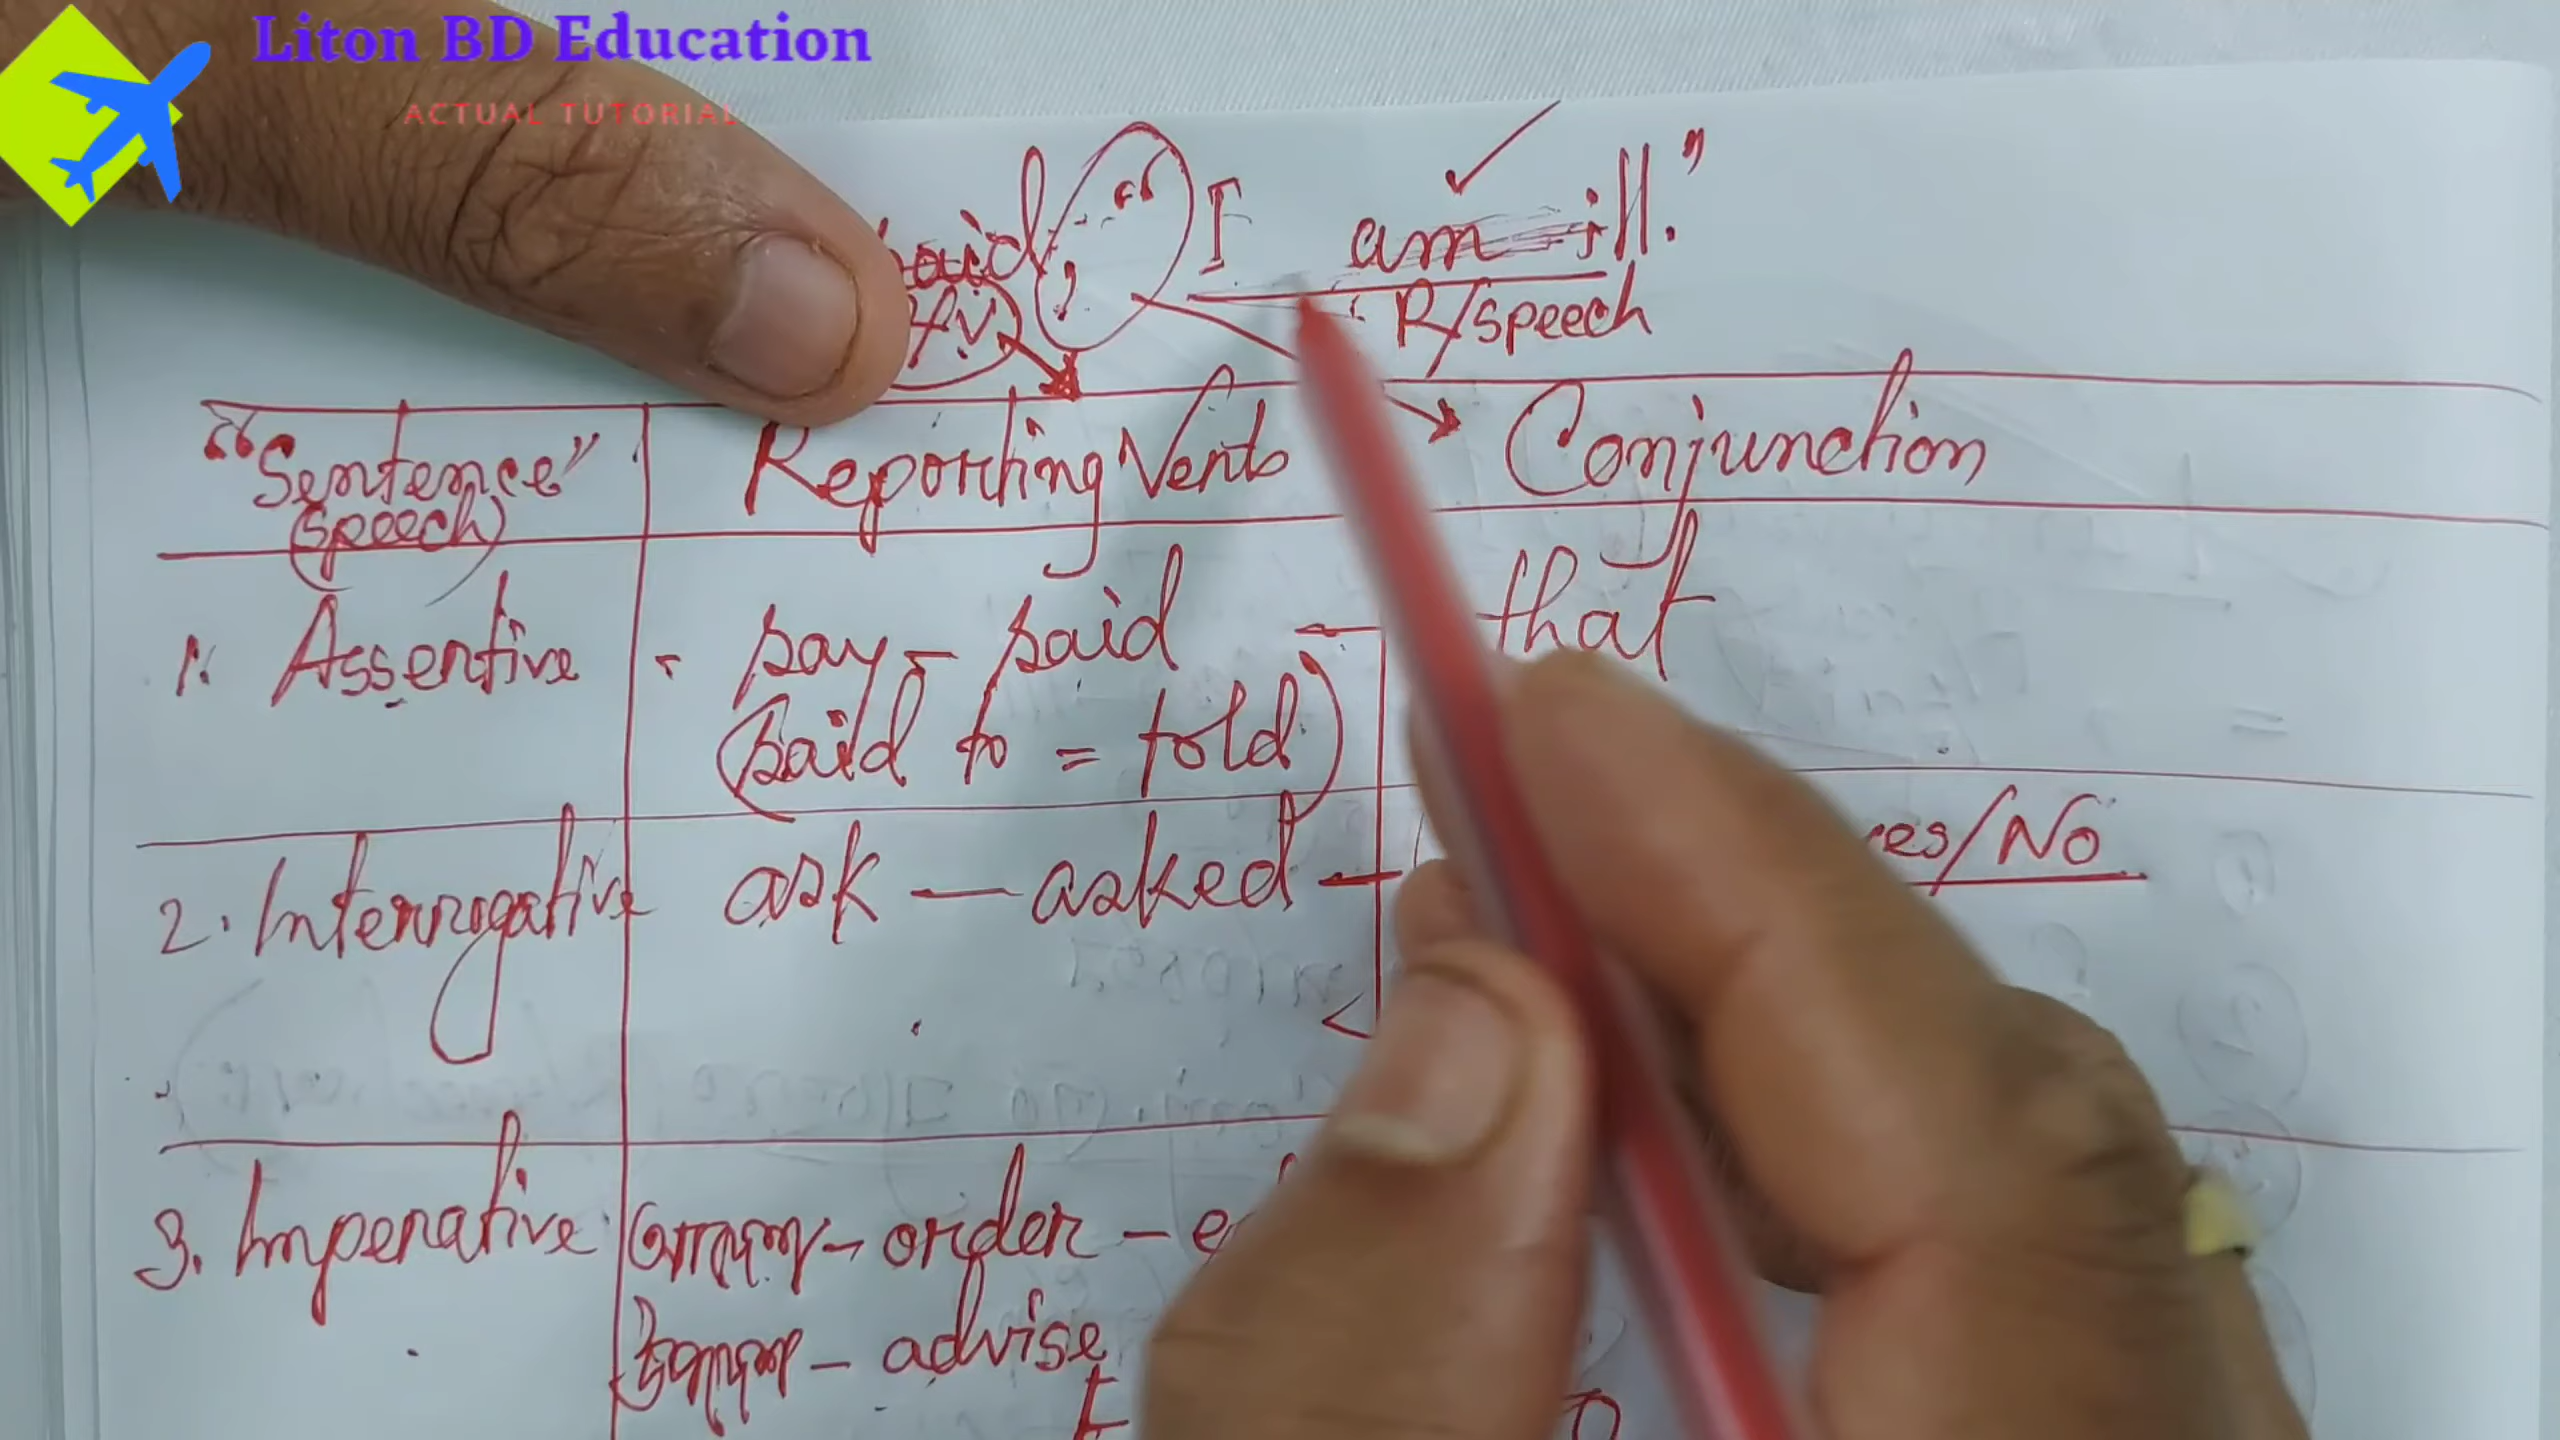 Liton BD Education
ACTUAL TUTORIAL
said, " I am ill."
R/speech
"Sentence" Reporting Verb Conjunction
(speech)
1. Assertive - say - said that
(said to = told)
2. Interrogative ask - asked - /No
3. Imperative আদেশ - order -
উপদেশ - advise